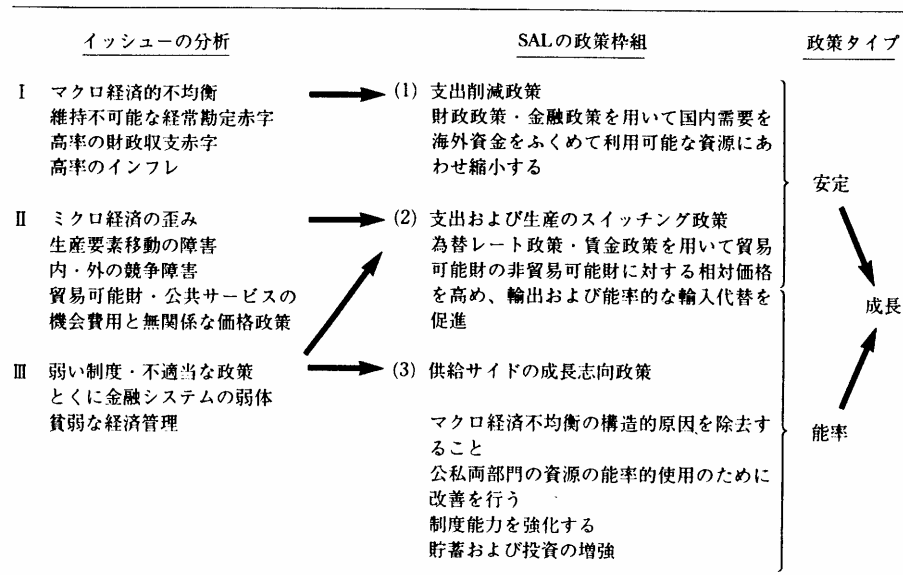 イッシューの分析
SALの政策枠組
政策タイプ
Ⅰ マクロ経済的不均衡
維持不可能な経常勘定赤字
高率の財政収支赤字
高率のインフレ
(1) 支出削減政策
財政政策・金融政策を用いて国内需要を
海外資金をふくめて利用可能な資源にあ
わせ縮小する
Ⅱ ミクロ経済の歪み
生産要素移動の障害
内・外の競争障害
貿易可能財・公共サービスの
機会費用と無関係な価格政策
(2) 支出および生産のスイッチング政策
為替レート政策・賃金政策を用いて貿易
可能財の非貿易可能財に対する相対価格
を高め、輸出および能率的な輸入代替を
促進
Ⅲ 弱い制度・不適当な政策
とくに金融システムの弱体
貧弱な経済管理
(3) 供給サイドの成長志向政策
マクロ経済不均衡の構造的原因を除去す
ること
公私両部門の資源の能率的使用のために
改善を行う
制度能力を強化する
貯蓄および投資の増強
安定
成長
能率